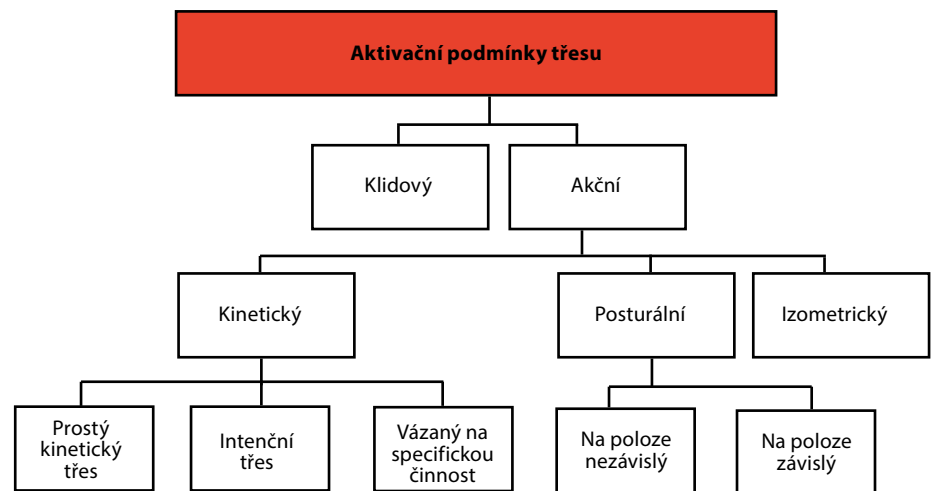 Aktivační podmínky třesu
Klidový
Akční
Kinetický
Posturální
Izometrický
Prostý
kinetický
třes
Intenční
třes
Vázaný na
specifickou
činnost
Na poloze
nezávislý
Na poloze
závislý